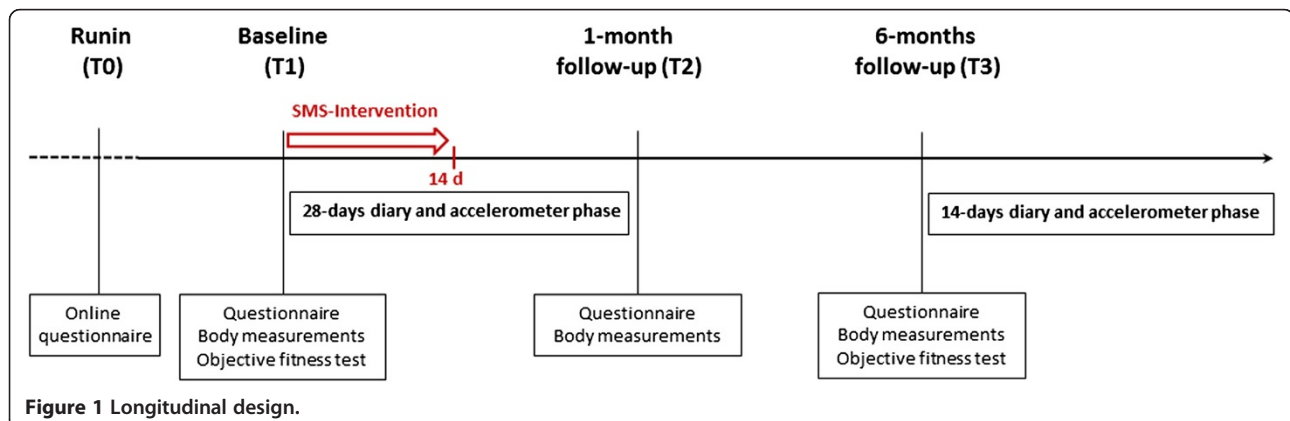 Runin
(T0)
Baseline
(T1)
1-month
follow-up (T2)
6-months
follow-up (T3)
SMS-Intervention
14 d
28-days diary and accelerometer phase
14-days diary and accelerometer phase
Online
questionnaire
Questionnaire
Body measurements
Objective fitness test
Questionnaire
Body measurements
Questionnaire
Body measurements
Objective fitness test
Figure 1 Longitudinal design.